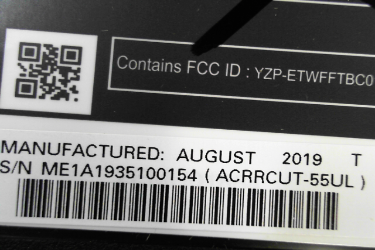 Contains FCC ID : YZP-ETWFFTBC0
MANUFACTURED: AUGUST 2019 T
S/N ME1A1935100154 ( ACRRCUT-55UL )